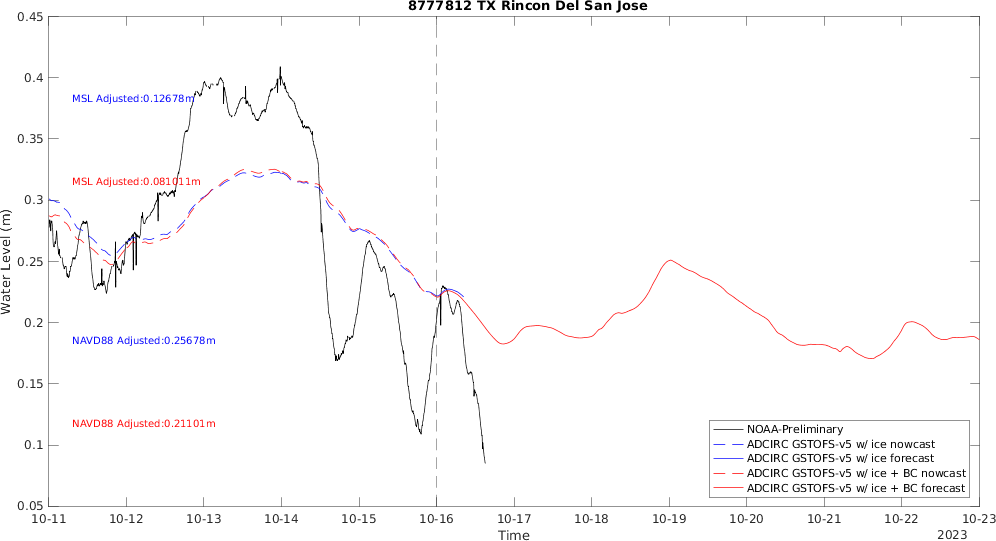 8777812 TX Rincon Del San Jose
0.45
0.4
0.35
0.3
0.25
0.2
0.15
0.1
0.05
Water Level (m)
MSL Adjusted:0.12678m
MSL Adjusted:0.081011m
NAVD88 Adjusted:0.25678m
NAVD88 Adjusted:0.21101m
NOAA-Preliminary
ADCIRC GSTOFS-v5 w/ ice nowcast
ADCIRC GSTOFS-v5 w/ ice forecast
ADCIRC GSTOFS-v5 w/ ice + BC nowcast
ADCIRC GSTOFS-v5 w/ ice + BC forecast
10-11 10-12 10-13 10-14 10-15 10-16 10-17 10-18 10-19 10-20 10-21 10-22 10-23
Time
2023